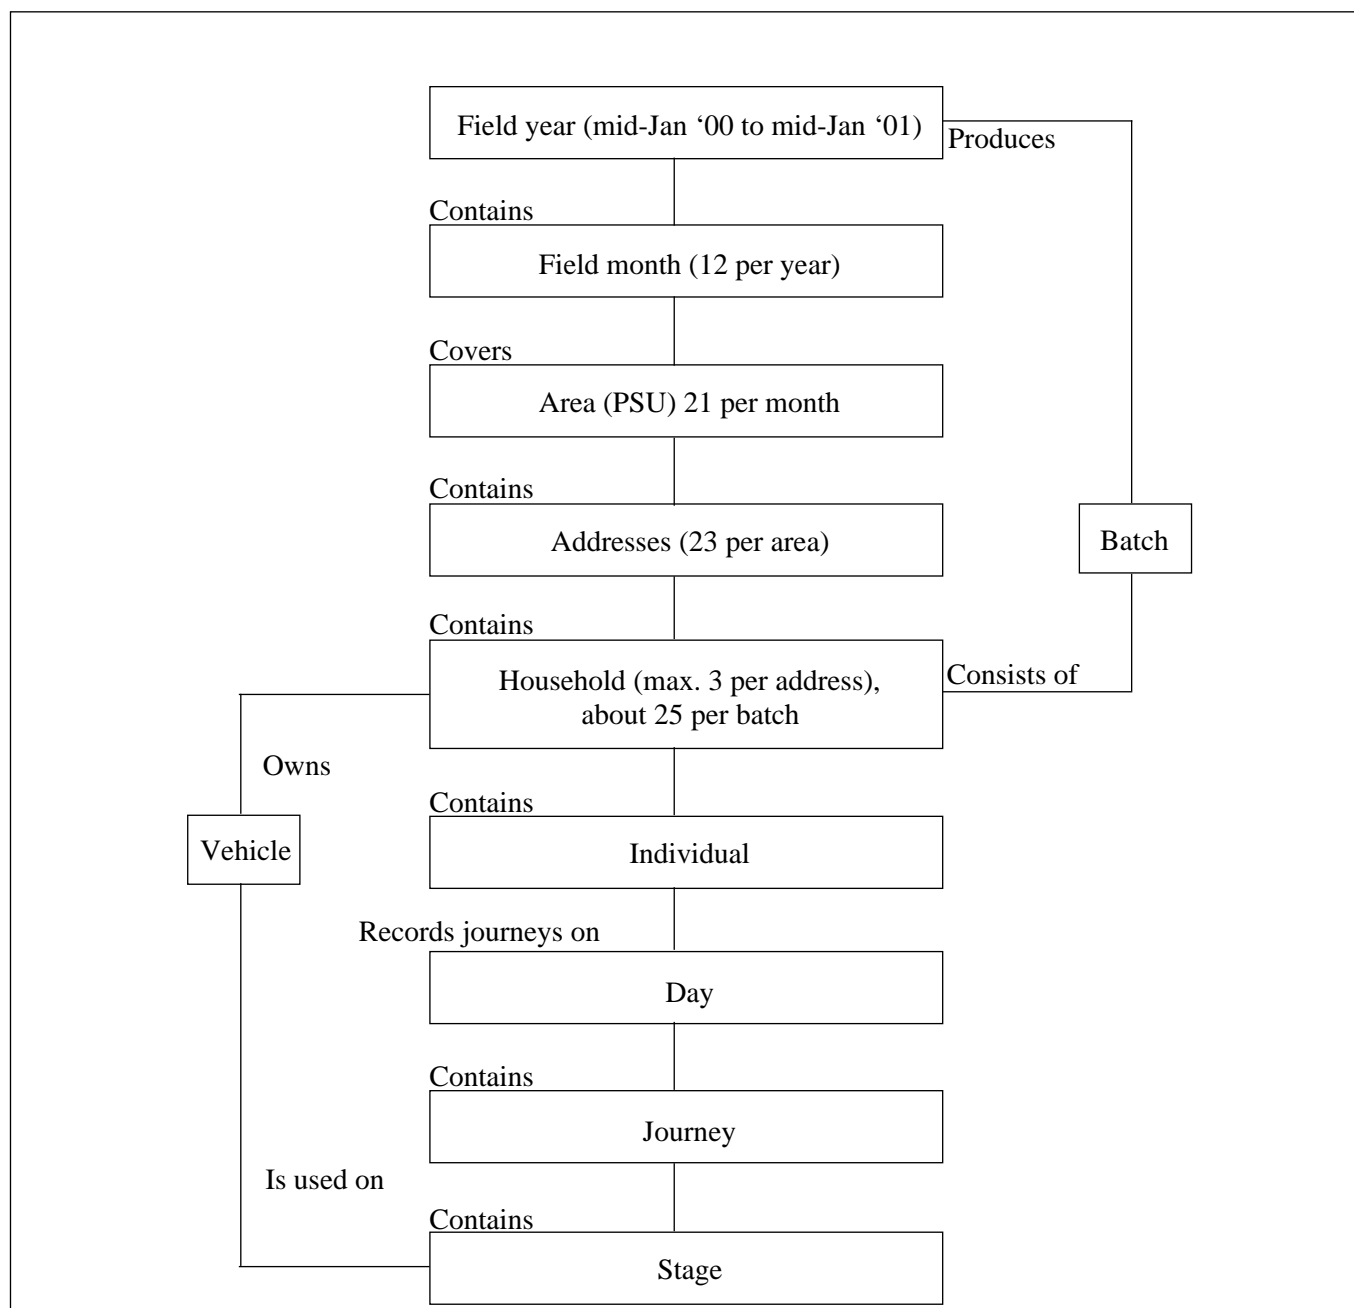 Field year (mid-Jan ‘00 to mid-Jan ‘01)
Produces
Contains
Field month (12 per year)
Covers
Area (PSU) 21 per month
Contains
Addresses (23 per area)
Batch
Contains
Household (max. 3 per address),
about 25 per batch
Consists of
Owns
Contains
Vehicle
Individual
Records journeys on
Day
Contains
Journey
Is used on
Contains
Stage